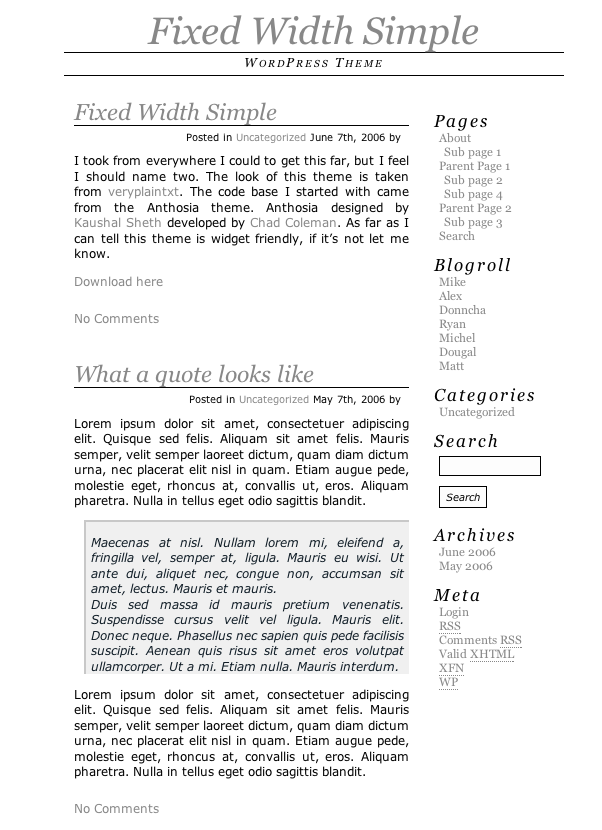 Fixed Width Simple
WordPress Theme
Fixed Width Simple
Posted in Uncategorized June 7th, 2006 by
I took from everywhere I could to get this far, but I feel
I should name two. The look of this theme is taken
from veryplaintxt. The code base I started with came
from the Anthosia theme. Anthosia designed by
Kaushal Sheth developed by Chad Coleman. As far as I
can tell this theme is widget friendly, if it's not let me
know.
Download here
No Comments
What a quote looks like
Posted in Uncategorized May 7th, 2006 by
Lorem ipsum dolor sit amet, consectetuer adipiscing
elit. Quisque sed felis. Aliquam sit amet felis. Mauris
semper, velit semper laoreet dictum, quam diam dictum
urna, nec placerat elit nisl in quam. Etiam augue pede,
molestie eget, rhoncus at, convallis ut, eros. Aliquam
pharetra. Nulla in tellus eget odio sagittis blandit.
Maecenas at nisl. Nullam lorem mi, eleifend a,
fringilla vel, semper at, ligula. Mauris eu wisi. Ut
ante dui, aliquet nec, congue non, accumsan sit
amet, lectus. Mauris et mauris.
Duis sed massa id mauris pretium venenatis.
Suspendisse cursus velit vel ligula. Mauris elit.
Donec neque. Phasellus nec sapien quis pede facilisis
suscipit. Aenean quis risus sit amet eros volutpat
ullamcorper. Ut a mi. Etiam nulla. Mauris interdum.
Lorem ipsum dolor sit amet, consectetuer adipiscing
elit. Quisque sed felis. Aliquam sit amet felis. Mauris
semper, velit semper laoreet dictum, quam diam dictum
urna, nec placerat elit nisl in quam. Etiam augue pede,
molestie eget, rhoncus at, convallis ut, eros. Aliquam
pharetra. Nulla in tellus eget odio sagittis blandit.
No Comments
Pages
About
Sub page 1
Parent Page 1
Sub page 2
Sub page 4
Parent Page 2
Sub page 3
Search
Blogroll
Mike
Alex
Donncha
Ryan
Michel
Dougal
Matt
Categories
Uncategorized
Search
Search
Archives
June 2006
May 2006
Meta
Login
RSS
Comments RSS
Valid XHTML
XFN
WP